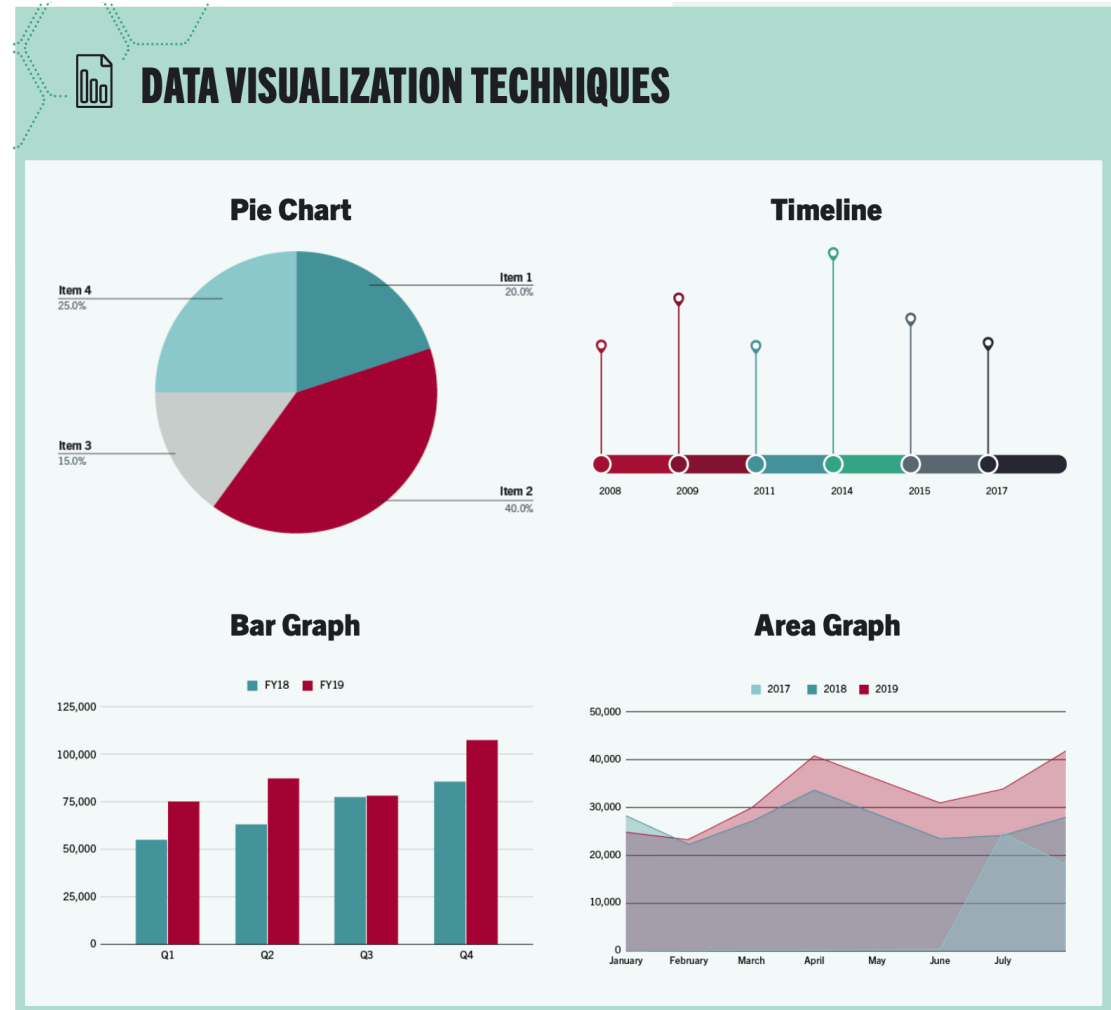 DATA VISUALIZATION TECHNIQUES
Pie Chart
Item 1
20.0%
Item 4
25.0%
Item 3
15.0%
Item 2
40.0%
Timeline
2008 2009 2011 2014 2015 2017
Bar Graph
FY18 FY19
125,000
100,000
75,000
50,000
25,000
0
Q1 Q2 Q3 Q4
Area Graph
2017 2018 2019
50,000
40,000
30,000
20,000
10,000
0
January February March April May June July